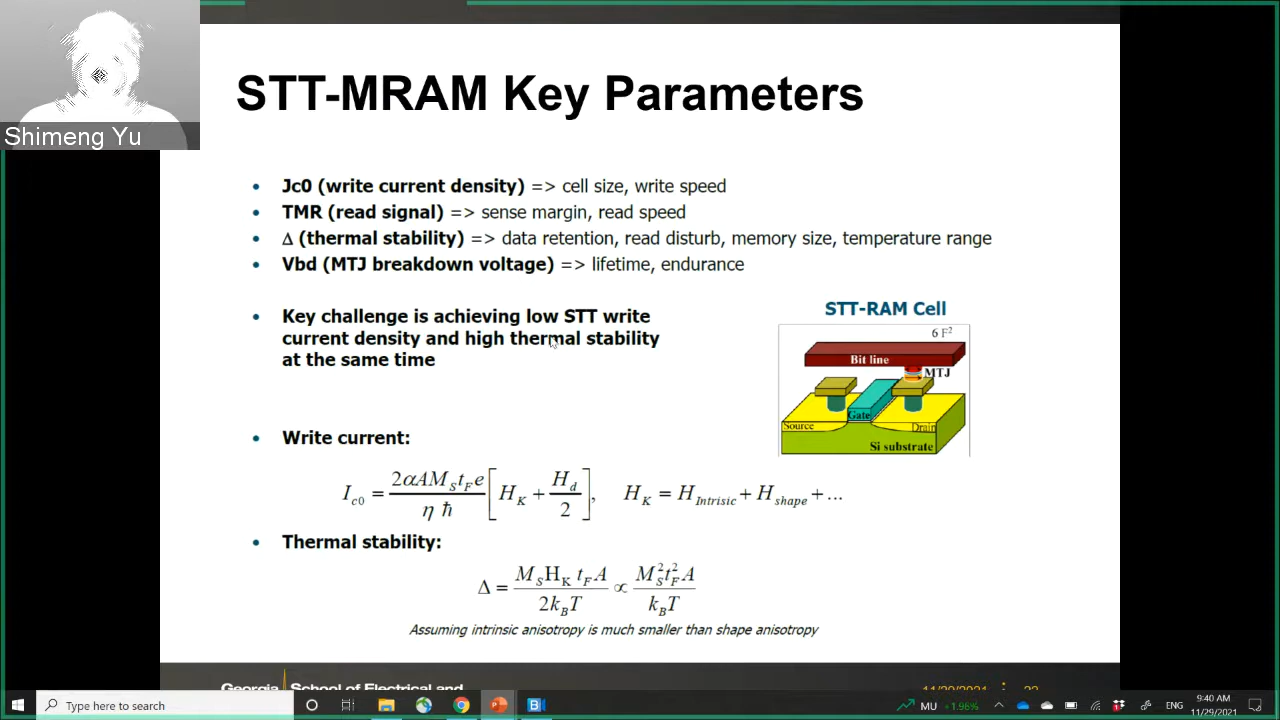 Shimeng Yu
STT-MRAM Key Parameters
• Jc0 (write current density) => cell size, write speed
• TMR (read signal) => sense margin, read speed
• Δ (thermal stability) => data retention, read disturb, memory size, temperature range
• Vbd (MTJ breakdown voltage) => lifetime, endurance
• Key challenge is achieving low STT write
current density and high thermal stability
at the same time
STT-RAM Cell
6 F²
Bit line
MTJ
Gate
Source
Drain
Si substrate
• Write current:
I_c0 = 2αAM_S t_F e / η ħ [ H_K + H_d / 2 ], H_K = H_Intrisic + H_shape + ...
• Thermal stability:
Δ = M_S H_K t_F A / 2k_B T ∝ M_S² t_F² A / k_B T
Assuming intrinsic anisotropy is much smaller than shape anisotropy
Georgia School of Electrical and
11/29/2021 22
Type here to search
MU +1.96%
ENG
9:40 AM
11/29/2021